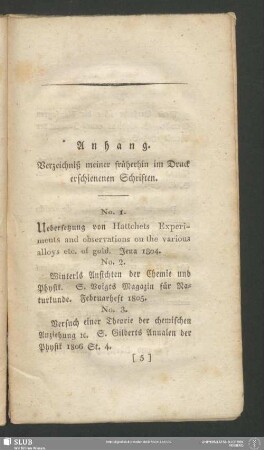 Anhang.
Verzeichniß meiner früherhin im Druck
erschienenen Schriften.
No. 1.
Uebersetzung von Hattchets Experi-
ments and observations on the various
alloys etc. of gold. Jena 1804.
No. 2.
Winterls Ansichten der Chemie und
Physik. S. Voigts Magazin für Na-
turkunde. Februarheft 1805.
No. 3.
Versuch einer Theorie der chemischen
Anziehung ꝛc. S. Gilberts Annalen der
Physik 1806 St. 4.
[ 5 ]
SLUB